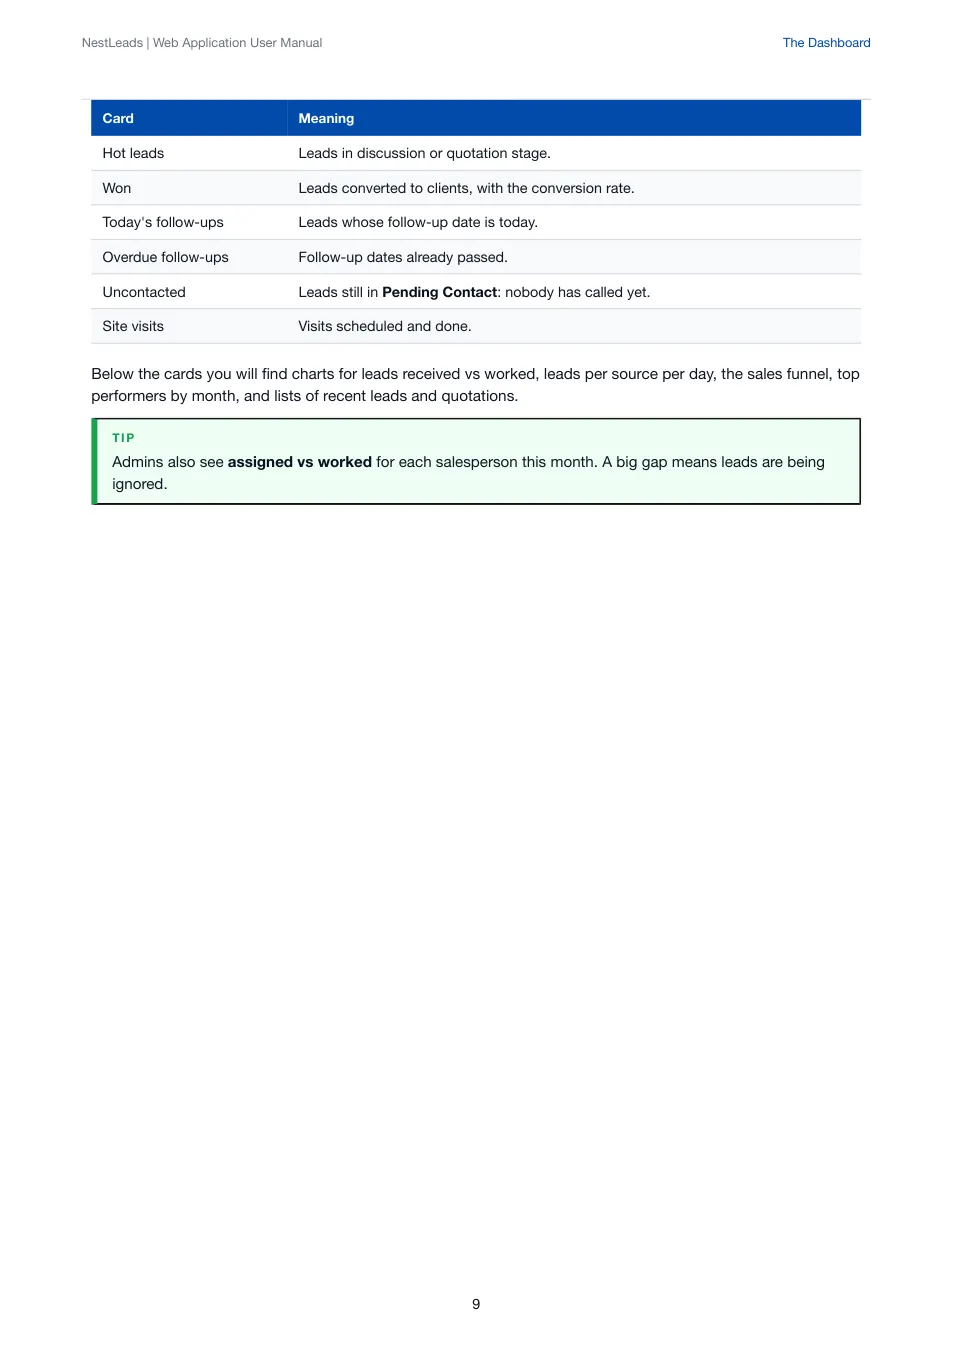 NestLeads | Web Application User Manual
The Dashboard
Card Meaning
Hot leads Leads in discussion or quotation stage.
Won Leads converted to clients, with the conversion rate.
Today's follow-ups Leads whose follow-up date is today.
Overdue follow-ups Follow-up dates already passed.
Uncontacted Leads still in Pending Contact: nobody has called yet.
Site visits Visits scheduled and done.
Below the cards you will find charts for leads received vs worked, leads per source per day, the sales funnel, top
performers by month, and lists of recent leads and quotations.
TIP
Admins also see assigned vs worked for each salesperson this month. A big gap means leads are being
ignored.
9